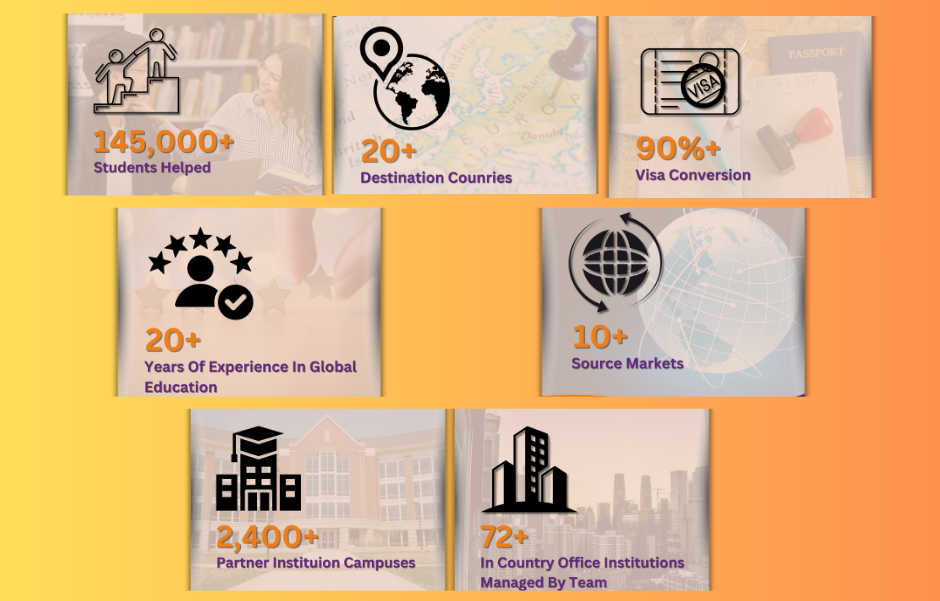 145,000+
Students Helped
20+
Destination Counries
VISA
PASSPORT
EUROP
90%+
Visa Conversion
20+
Years Of Experience In Global
Education
10+
Source Markets
2,400+
Partner Instituion Campuses
72+
In Country Office Institutions
Managed By Team